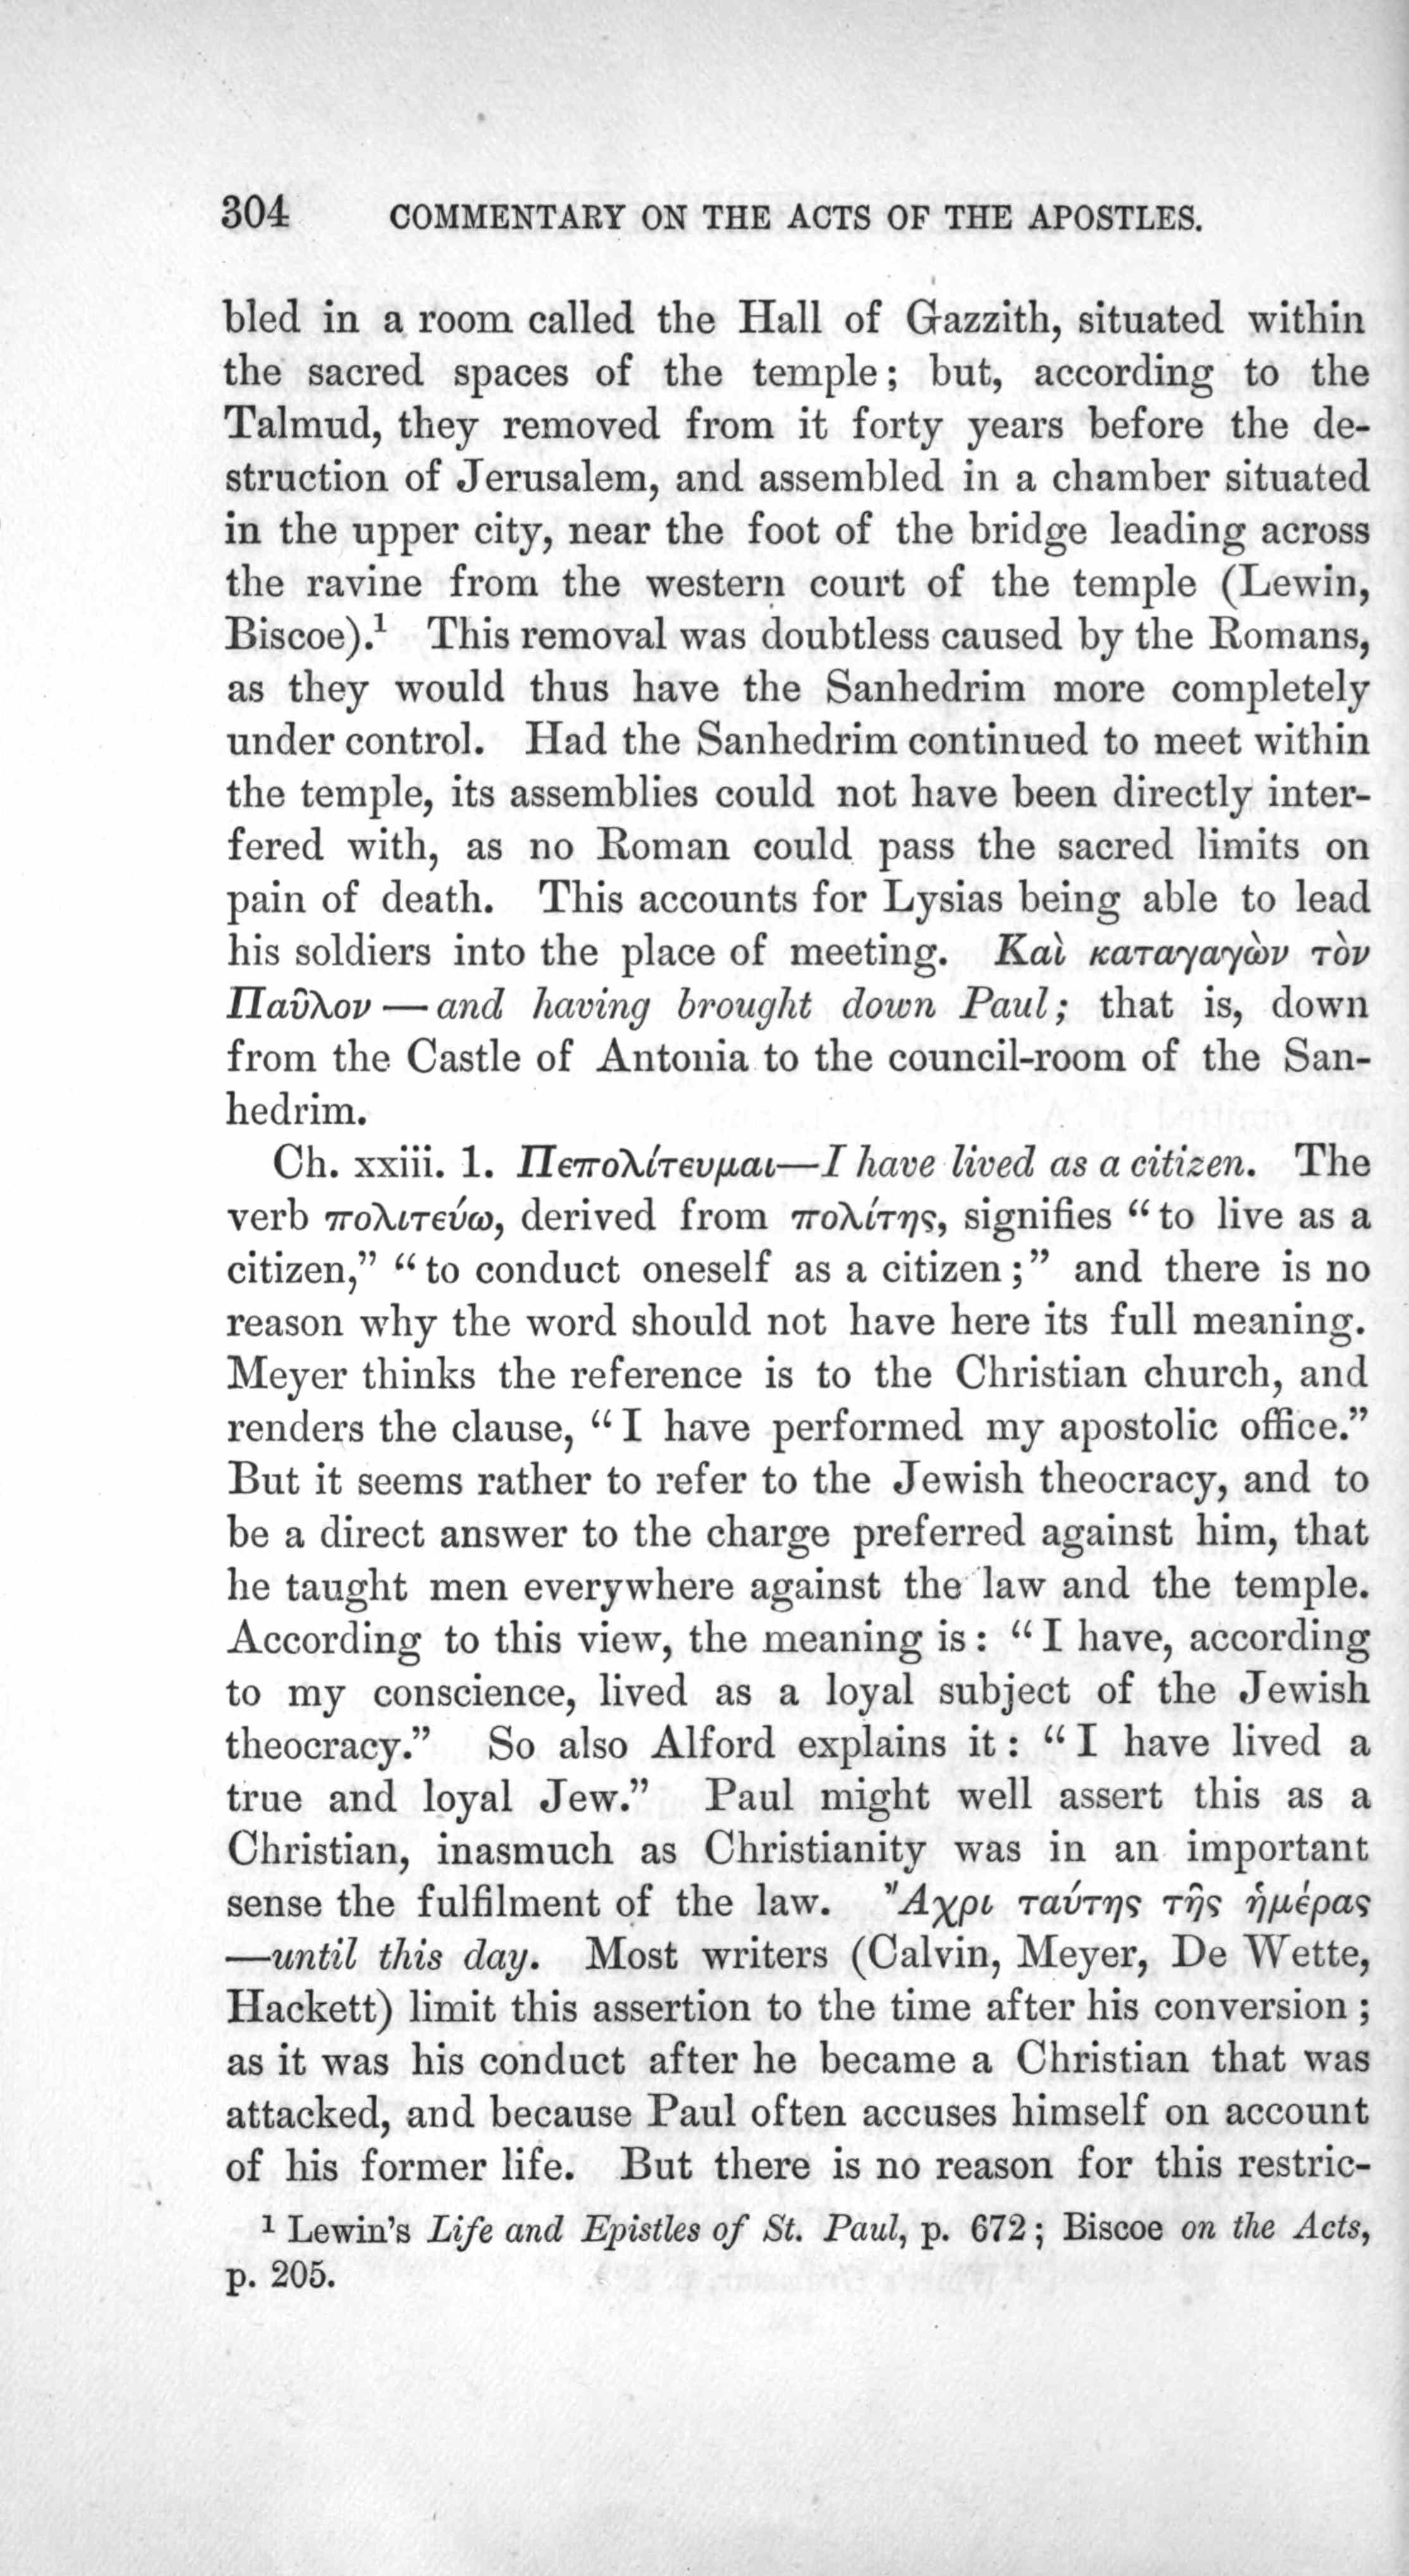 304 COMMENTARY ON THE ACTS OF THE APOSTLES.
bled in a room called the Hall of Gazzith, situated within
the sacred spaces of the temple; but, according to the
Talmud, they removed from it forty years before the de-
struction of Jerusalem, and assembled in a chamber situated
in the upper city, near the foot of the bridge leading across
the ravine from the western court of the temple (Lewin,
Biscoe).¹ This removal was doubtless caused by the Romans,
as they would thus have the Sanhedrim more completely
under control. Had the Sanhedrim continued to meet within
the temple, its assemblies could not have been directly inter-
fered with, as no Roman could pass the sacred limits on
pain of death. This accounts for Lysias being able to lead
his soldiers into the place of meeting. Καὶ καταγαγὼν τὸν
Παῦλον — and having brought down Paul; that is, down
from the Castle of Antonia to the council-room of the San-
hedrim.
Ch. xxiii. 1. Πεπολίτευμαι—I have lived as a citizen. The
verb πολιτεύω, derived from πολίτης, signifies “to live as a
citizen,” “to conduct oneself as a citizen;” and there is no
reason why the word should not have here its full meaning.
Meyer thinks the reference is to the Christian church, and
renders the clause, “I have performed my apostolic office.”
But it seems rather to refer to the Jewish theocracy, and to
be a direct answer to the charge preferred against him, that
he taught men everywhere against the law and the temple.
According to this view, the meaning is: “I have, according
to my conscience, lived as a loyal subject of the Jewish
theocracy.” So also Alford explains it: “I have lived a
true and loyal Jew.” Paul might well assert this as a
Christian, inasmuch as Christianity was in an important
sense the fulfilment of the law. Ἄχρι ταύτης τῆς ἡμέρας
—until this day. Most writers (Calvin, Meyer, De Wette,
Hackett) limit this assertion to the time after his conversion;
as it was his conduct after he became a Christian that was
attacked, and because Paul often accuses himself on account
of his former life. But there is no reason for this restric-
¹ Lewin’s Life and Epistles of St. Paul, p. 672; Biscoe on the Acts,
p. 205.